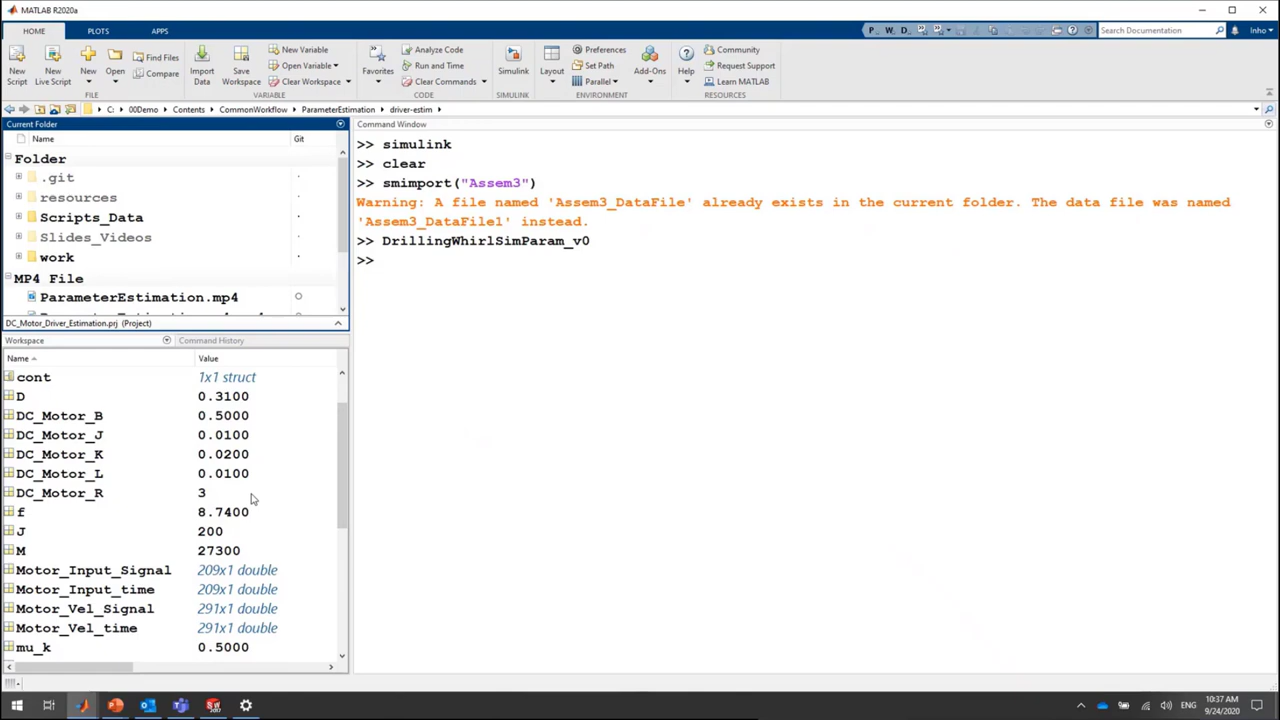 MATLAB R2020a
HOME PLOTS APPS
Search Documentation Inho
New Script
New Live Script
New
Open
Find Files
Compare
Import Data
Save Workspace
New Variable
Open Variable
Clear Workspace
Favorites
Analyze Code
Run and Time
Clear Commands
Simulink
Layout
Preferences
Set Path
Parallel
Add-Ons
Help
Community
Request Support
Learn MATLAB
FILE VARIABLE CODE SIMULINK ENVIRONMENT RESOURCES
C: 00Demo Contents CommonWorkflow ParameterEstimation driver-estim
Current Folder
Name Git
Folder
.git
resources
Scripts_Data
Slides_Videos
work
MP4 File
ParameterEstimation.mp4
DC_Motor_Driver_Estimation.prj (Project)
Workspace Command History
Name Value
cont 1x1 struct
D 0.3100
DC_Motor_B 0.5000
DC_Motor_J 0.0100
DC_Motor_K 0.0200
DC_Motor_L 0.0100
DC_Motor_R 3
f 8.7400
J 200
M 27300
Motor_Input_Signal 209x1 double
Motor_Input_time 209x1 double
Motor_Vel_Signal 291x1 double
Motor_Vel_time 291x1 double
mu_k 0.5000
Command Window
>> simulink
>> clear
>> smimport("Assem3")
Warning: A file named 'Assem3_DataFile' already exists in the current folder. The data file was named
'Assem3_DataFile1' instead.
>> DrillingWhirlSimParam_v0
>>
ENG
10:37 AM
9/24/2020